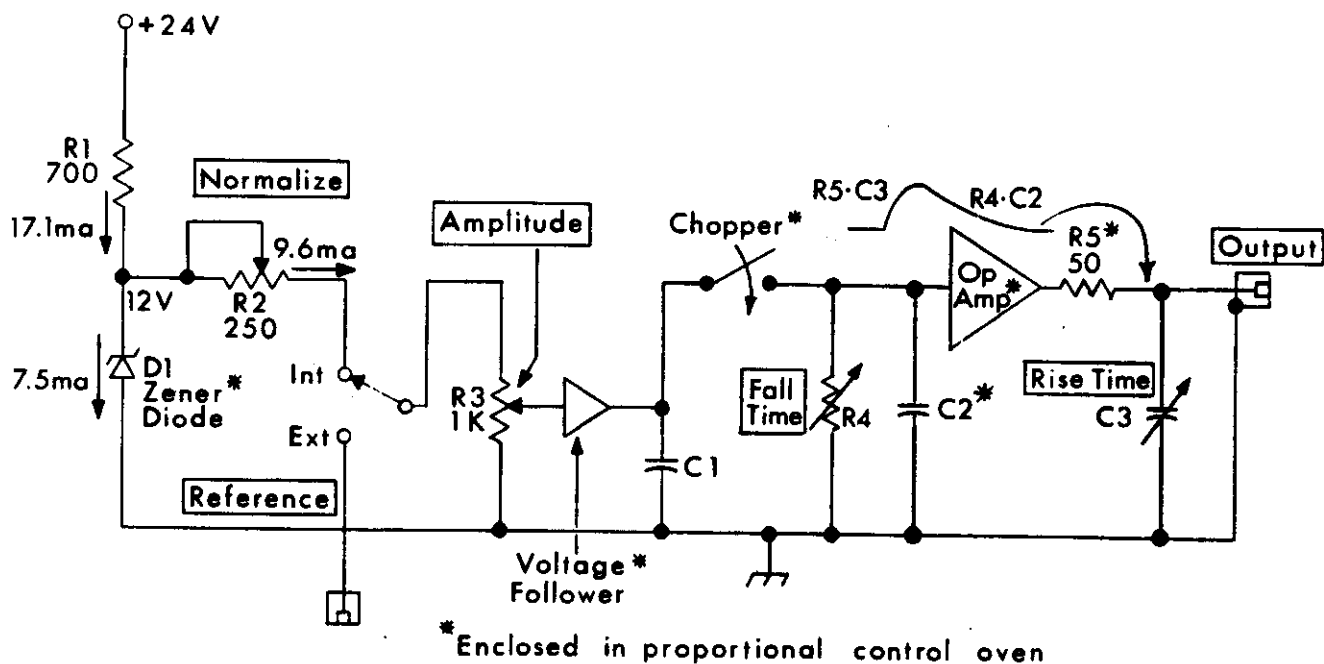 +24V
R1
700
17.1ma
Normalize
9.6ma
12V
R2
250
7.5ma
D1
Zener*
Diode
Int
Ext
Reference
Amplitude
R3
1K
Voltage*
Follower
C1
Chopper*
R5·C3
R4·C2
Op
Amp*
R5*
50
Output
Fall
Time
R4
C2*
Rise Time
C3
*Enclosed in proportional control oven